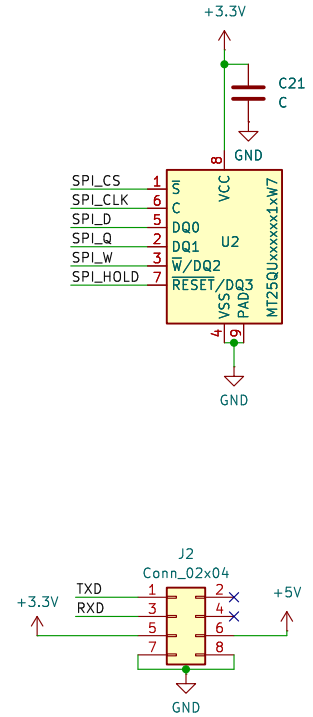 +3.3V
C21
C
GND
8
VCC
SPI_CS 1 S
SPI_CLK 6 C
SPI_D 5 DQ0
SPI_Q 2 DQ1
SPI_W 3 W/DQ2
SPI_HOLD 7 RESET/DQ3
U2
MT25QUxxxxxx1xW7
VSS PAD
4 9
GND
J2
Conn_02x04
TXD 1 2
RXD 3 4
+3.3V 5 6 +5V
7 8
GND